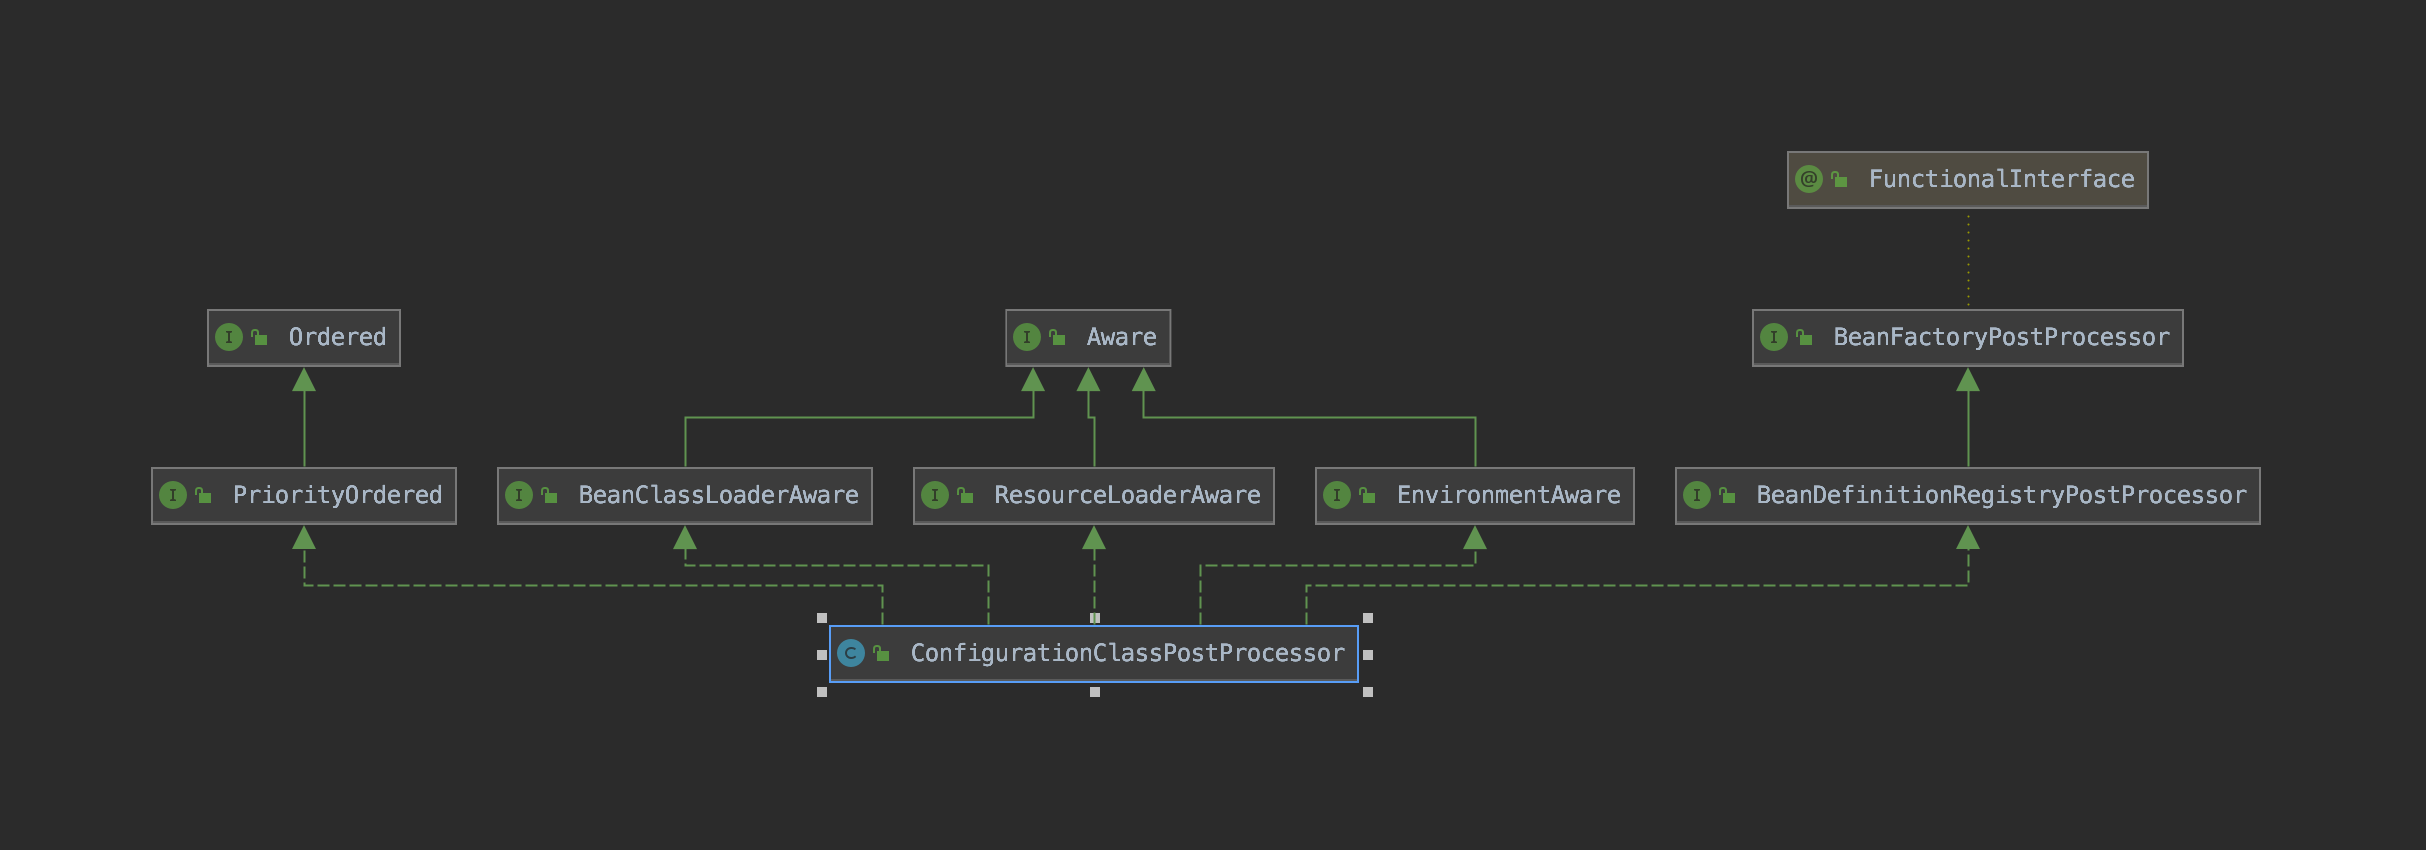 @ FunctionalInterface
I Ordered
I Aware
I BeanFactoryPostProcessor
I PriorityOrdered
I BeanClassLoaderAware
I ResourceLoaderAware
I EnvironmentAware
I BeanDefinitionRegistryPostProcessor
C ConfigurationClassPostProcessor